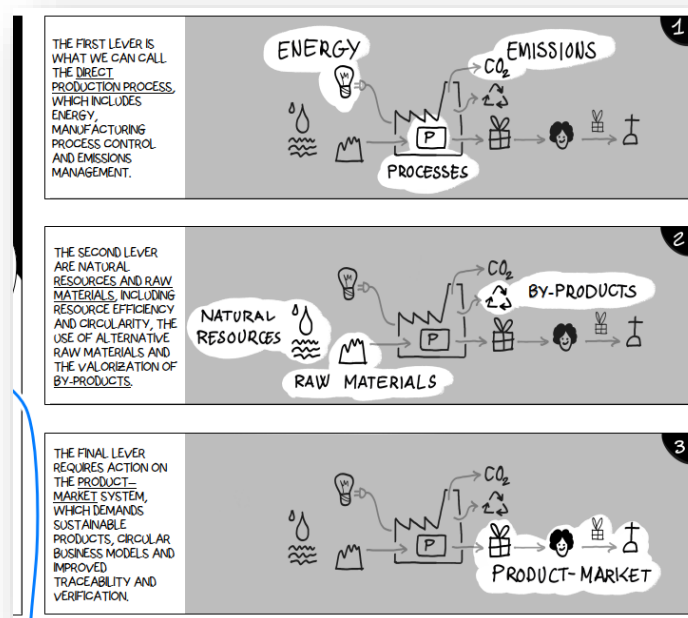 THE FIRST LEVER IS
WHAT WE CAN CALL
THE DIRECT
PRODUCTION PROCESS,
WHICH INCLUDES
ENERGY,
MANUFACTURING
PROCESS CONTROL
AND EMISSIONS
MANAGEMENT.
1
ENERGY
EMISSIONS
CO2
P
PROCESSES
THE SECOND LEVER
ARE NATURAL
RESOURCES AND RAW
MATERIALS, INCLUDING
RESOURCE EFFICIENCY
AND CIRCULARITY, THE
USE OF ALTERNATIVE
RAW MATERIALS AND
THE VALORIZATION OF
BY-PRODUCTS.
2
CO2
BY-PRODUCTS
NATURAL
RESOURCES
P
RAW MATERIALS
THE FINAL LEVER
REQUIRES ACTION ON
THE PRODUCT-
MARKET SYSTEM,
WHICH DEMANDS
SUSTAINABLE
PRODUCTS, CIRCULAR
BUSINESS MODELS AND
IMPROVED
TRACEABILITY AND
VERIFICATION.
3
CO2
P
PRODUCT-MARKET